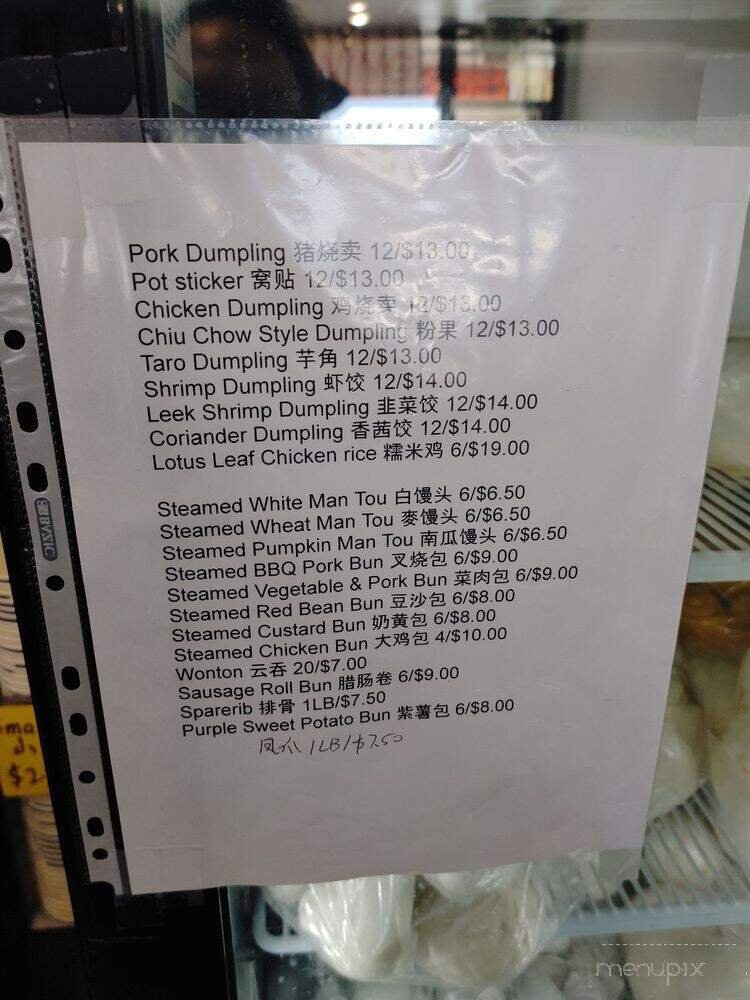 Pork Dumpling 猪烧卖 12/$13.00
Pot sticker 窝贴 12/$13.00
Chicken Dumpling 鸡烧卖 12/$13.00
Chiu Chow Style Dumpling 粉果 12/$13.00
Taro Dumpling 芋角 12/$13.00
Shrimp Dumpling 虾饺 12/$14.00
Leek Shrimp Dumpling 韭菜饺 12/$14.00
Coriander Dumpling 香茜饺 12/$14.00
Lotus Leaf Chicken rice 糯米鸡 6/$19.00
Steamed White Man Tou 白馒头 6/$6.50
Steamed Wheat Man Tou 麥馒头 6/$6.50
Steamed Pumpkin Man Tou 南瓜馒头 6/$6.50
Steamed BBQ Pork Bun 叉烧包 6/$9.00
Steamed Vegetable & Pork Bun 菜肉包 6/$9.00
Steamed Red Bean Bun 豆沙包 6/$8.00
Steamed Custard Bun 奶黄包 6/$8.00
Steamed Chicken Bun 大鸡包 4/$10.00
Wonton 云吞 20/$7.00
Sausage Roll Bun 腊肠卷 6/$9.00
Sparerib 排骨 1LB/$7.50
Purple Sweet Potato Bun 紫薯包 6/$8.00
凤爪 1LB/$7.50
BAZIC
$2
menupix